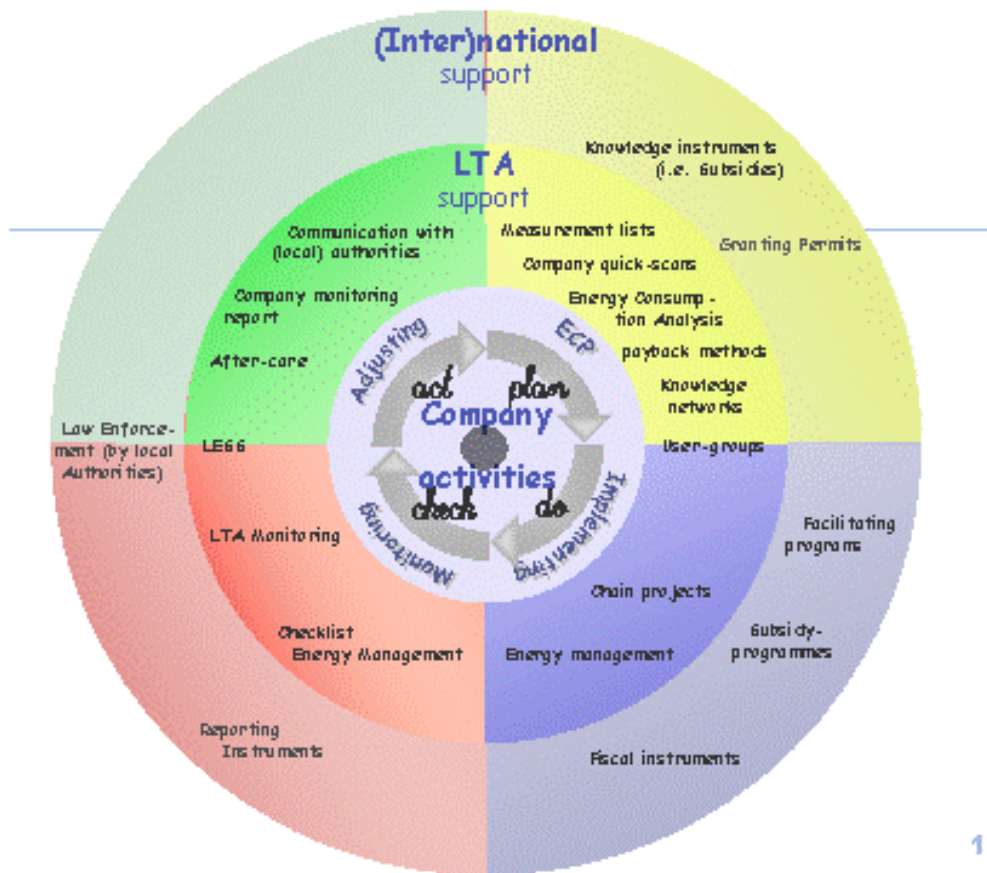 (Inter)national
support
Knowledge instruments
(i.e. Subsidies)
Granting Permits
LTA
support
Measurement lists
Company quick-scans
Energy Consump-
tion Analysis
payback methods
Knowledge
networks
User-groups
Communication with
(local) authorities
Company monitoring
report
After-care
Law Enforce-
ment (by local
Authorities)
LTA Monitoring
Checklist
Energy Management
Reporting
Instruments
Adjusting
ECP
Implementing
Monitoring
act
plan
Company
activities
check
do
Chain projects
Energy management
Facilitating
programs
Subsidy-
programmes
Fiscal instruments
1